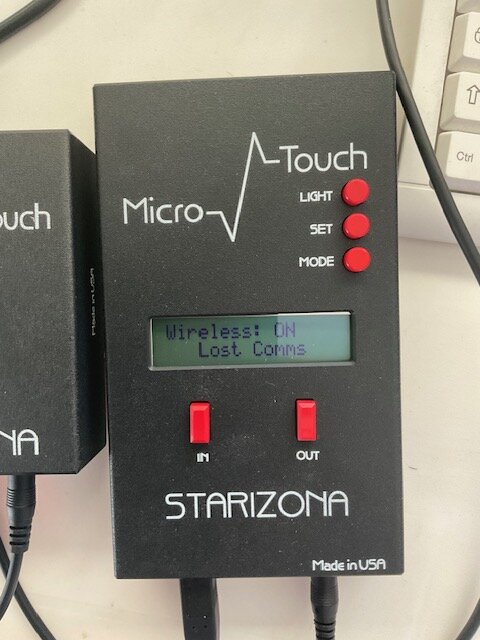 Micro Touch
LIGHT
SET
MODE
Wireless: ON
Lost Comms
IN
OUT
STARIZONA
Made in USA
ouch
Made in USA
NA
Ctrl